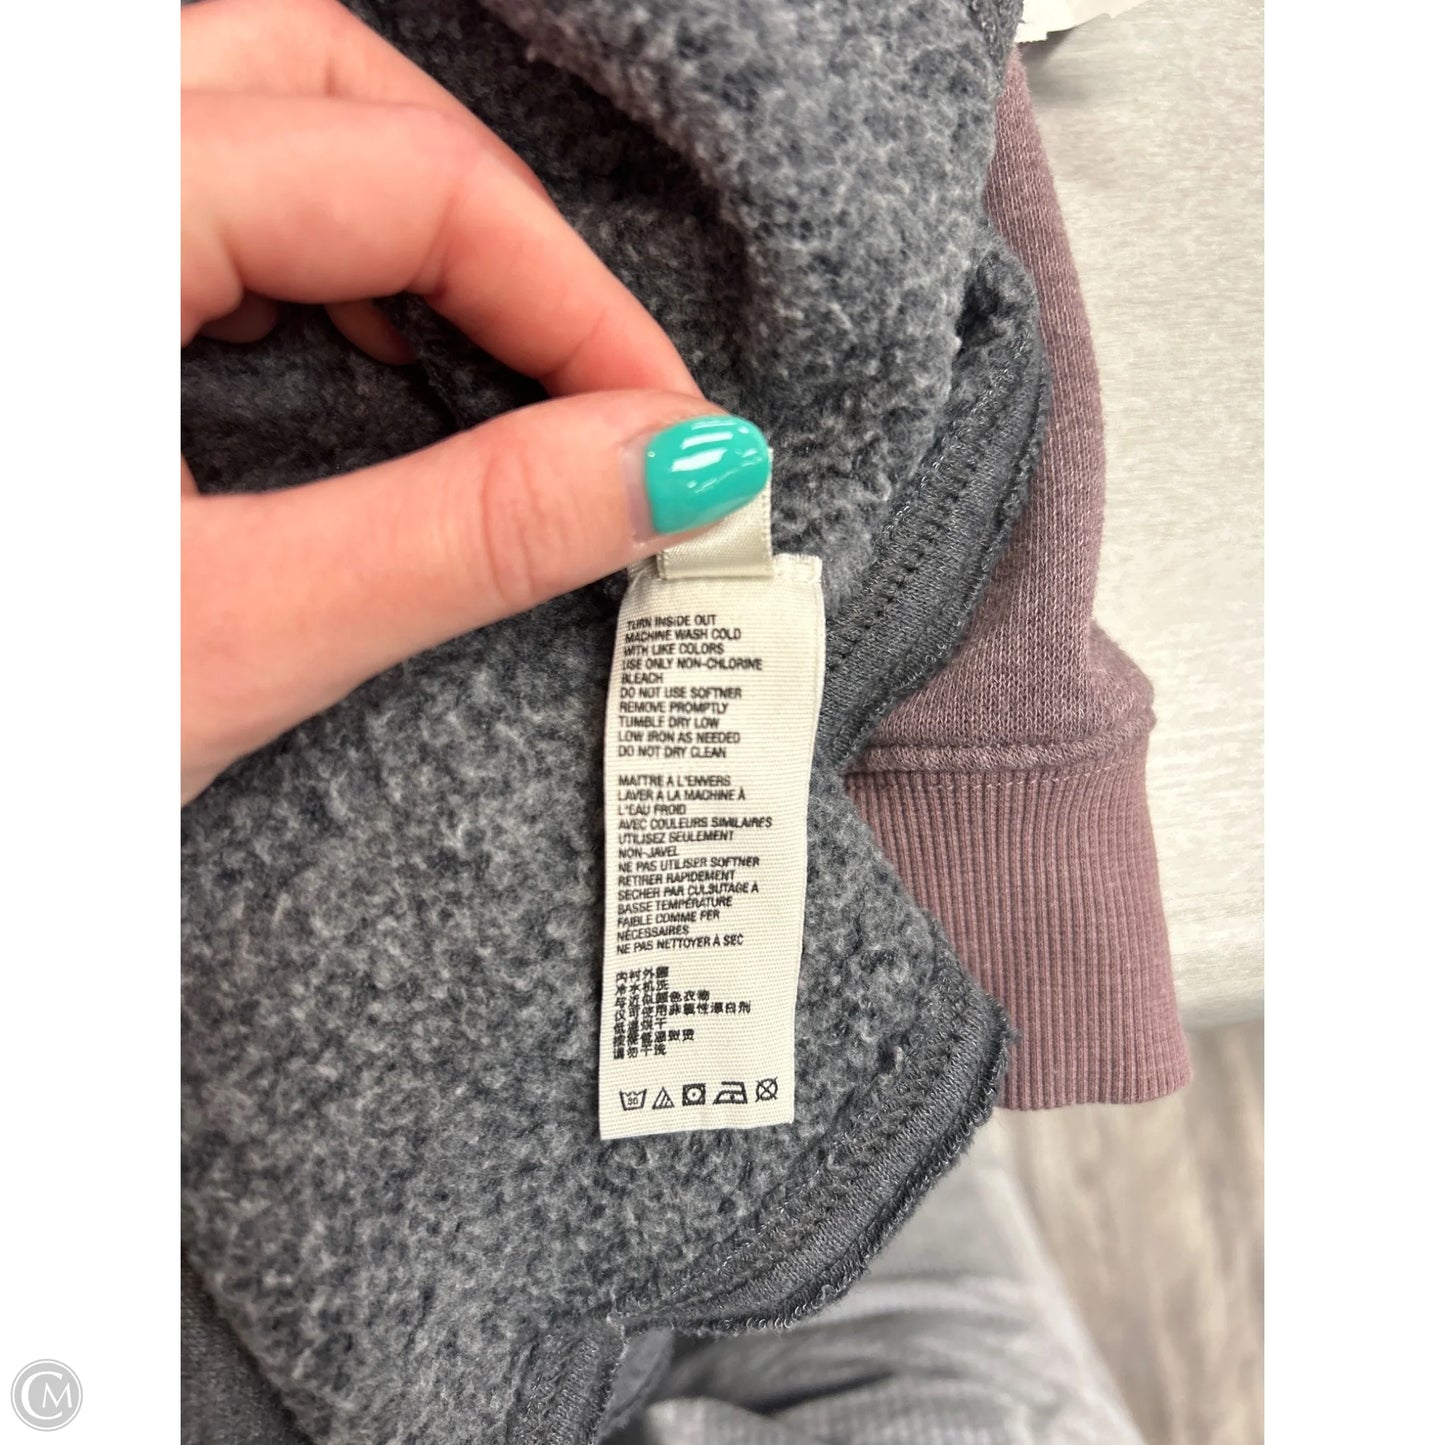 TURN INSIDE OUT
MACHINE WASH COLD
WITH LIKE COLORS
USE ONLY NON-CHLORINE
BLEACH
DO NOT USE SOFTNER
REMOVE PROMPTLY
TUMBLE DRY LOW
LOW IRON AS NEEDED
DO NOT DRY CLEAN
MAITRE A L'ENVERS
LAVER A LA MACHINE À
L'EAU FROID
AVEC COULEURS SIMILAIRES
UTILISEZ SEULEMENT
NON-JAVEL
NE PAS UTILISER SOFTNER
RETIRER RAPIDEMENT
SECHER PAR CULBUTAGE À
BASSE TEMPÉRATURE
FAIBLE COMME FER
NÉCESSAIRES
NE PAS NETTOYER À SEC
内衬外翻
冷水机洗
与近似颜色衣物
仅可使用非氯性漂白剂
低温烘干
按需低温熨烫
请勿干洗
30
CM